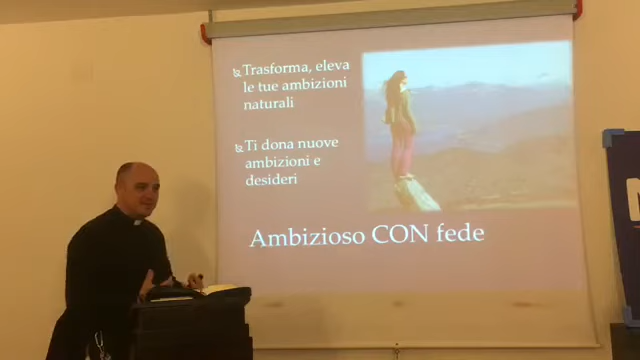 Trasforma, eleva
le tue ambizioni
naturali
Ti dona nuove
ambizioni e
desideri
Ambizioso CON fede